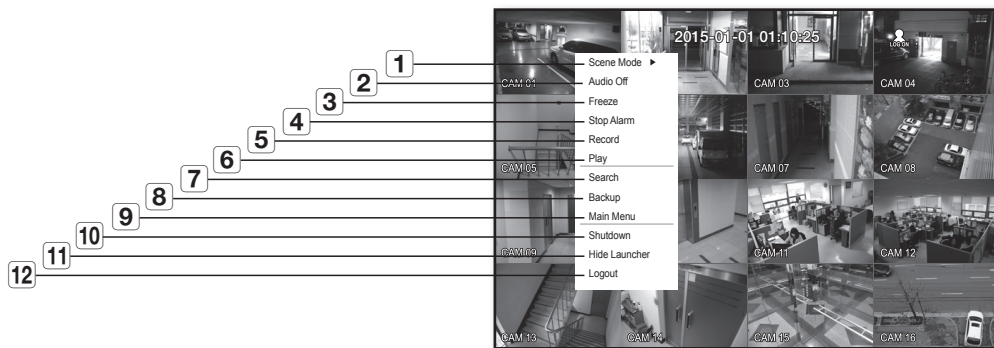 2015-01-01 01:10:25
LOG ON
1 Scene Mode ▶
CAM 01
CAM 03
CAM 04
2 Audio Off
3 Freeze
4 Stop Alarm
5 Record
6 Play
CAM 05
CAM 07
CAM 08
7 Search
8 Backup
9 Main Menu
10 Shutdown
11 Hide Launcher
CAM 09
CAM 11
CAM 12
12 Logout
CAM 13
CAM 14
CAM 15
CAM 16